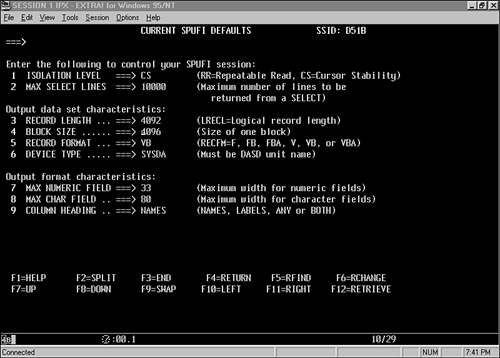 SESSION 1 IPX - EXTRA! for Windows 95/NT
File Edit View Tools Session Options Help
CURRENT SPUFI DEFAULTS SSID: D51B
===>
Enter the following to control your SPUFI session:
1 ISOLATION LEVEL ===> CS (RR=Repeatable Read, CS=Cursor Stability)
2 MAX SELECT LINES ===> 10000 (Maximum number of lines to be
returned from a SELECT)
Output data set characteristics:
3 RECORD LENGTH ... ===> 4092 (LRECL=Logical record length)
4 BLOCK SIZE ...... ===> 4096 (Size of one block)
5 RECORD FORMAT ... ===> VB (RECFM=F, FB, FBA, V, VB, or VBA)
6 DEVICE TYPE ..... ===> SYSDA (Must be DASD unit name)
Output format characteristics:
7 MAX NUMERIC FIELD ===> 33 (Maximum width for numeric fields)
8 MAX CHAR FIELD .. ===> 80 (Maximum width for character fields)
9 COLUMN HEADING .. ===> NAMES (NAMES, LABELS, ANY or BOTH)
F1=HELP F2=SPLIT F3=END F4=RETURN F5=RFIND F6=RCHANGE
F7=UP F8=DOWN F9=SWAP F10=LEFT F11=RIGHT F12=RETRIEVE
:00.1 10/29
Connected NUM 7:41 PM